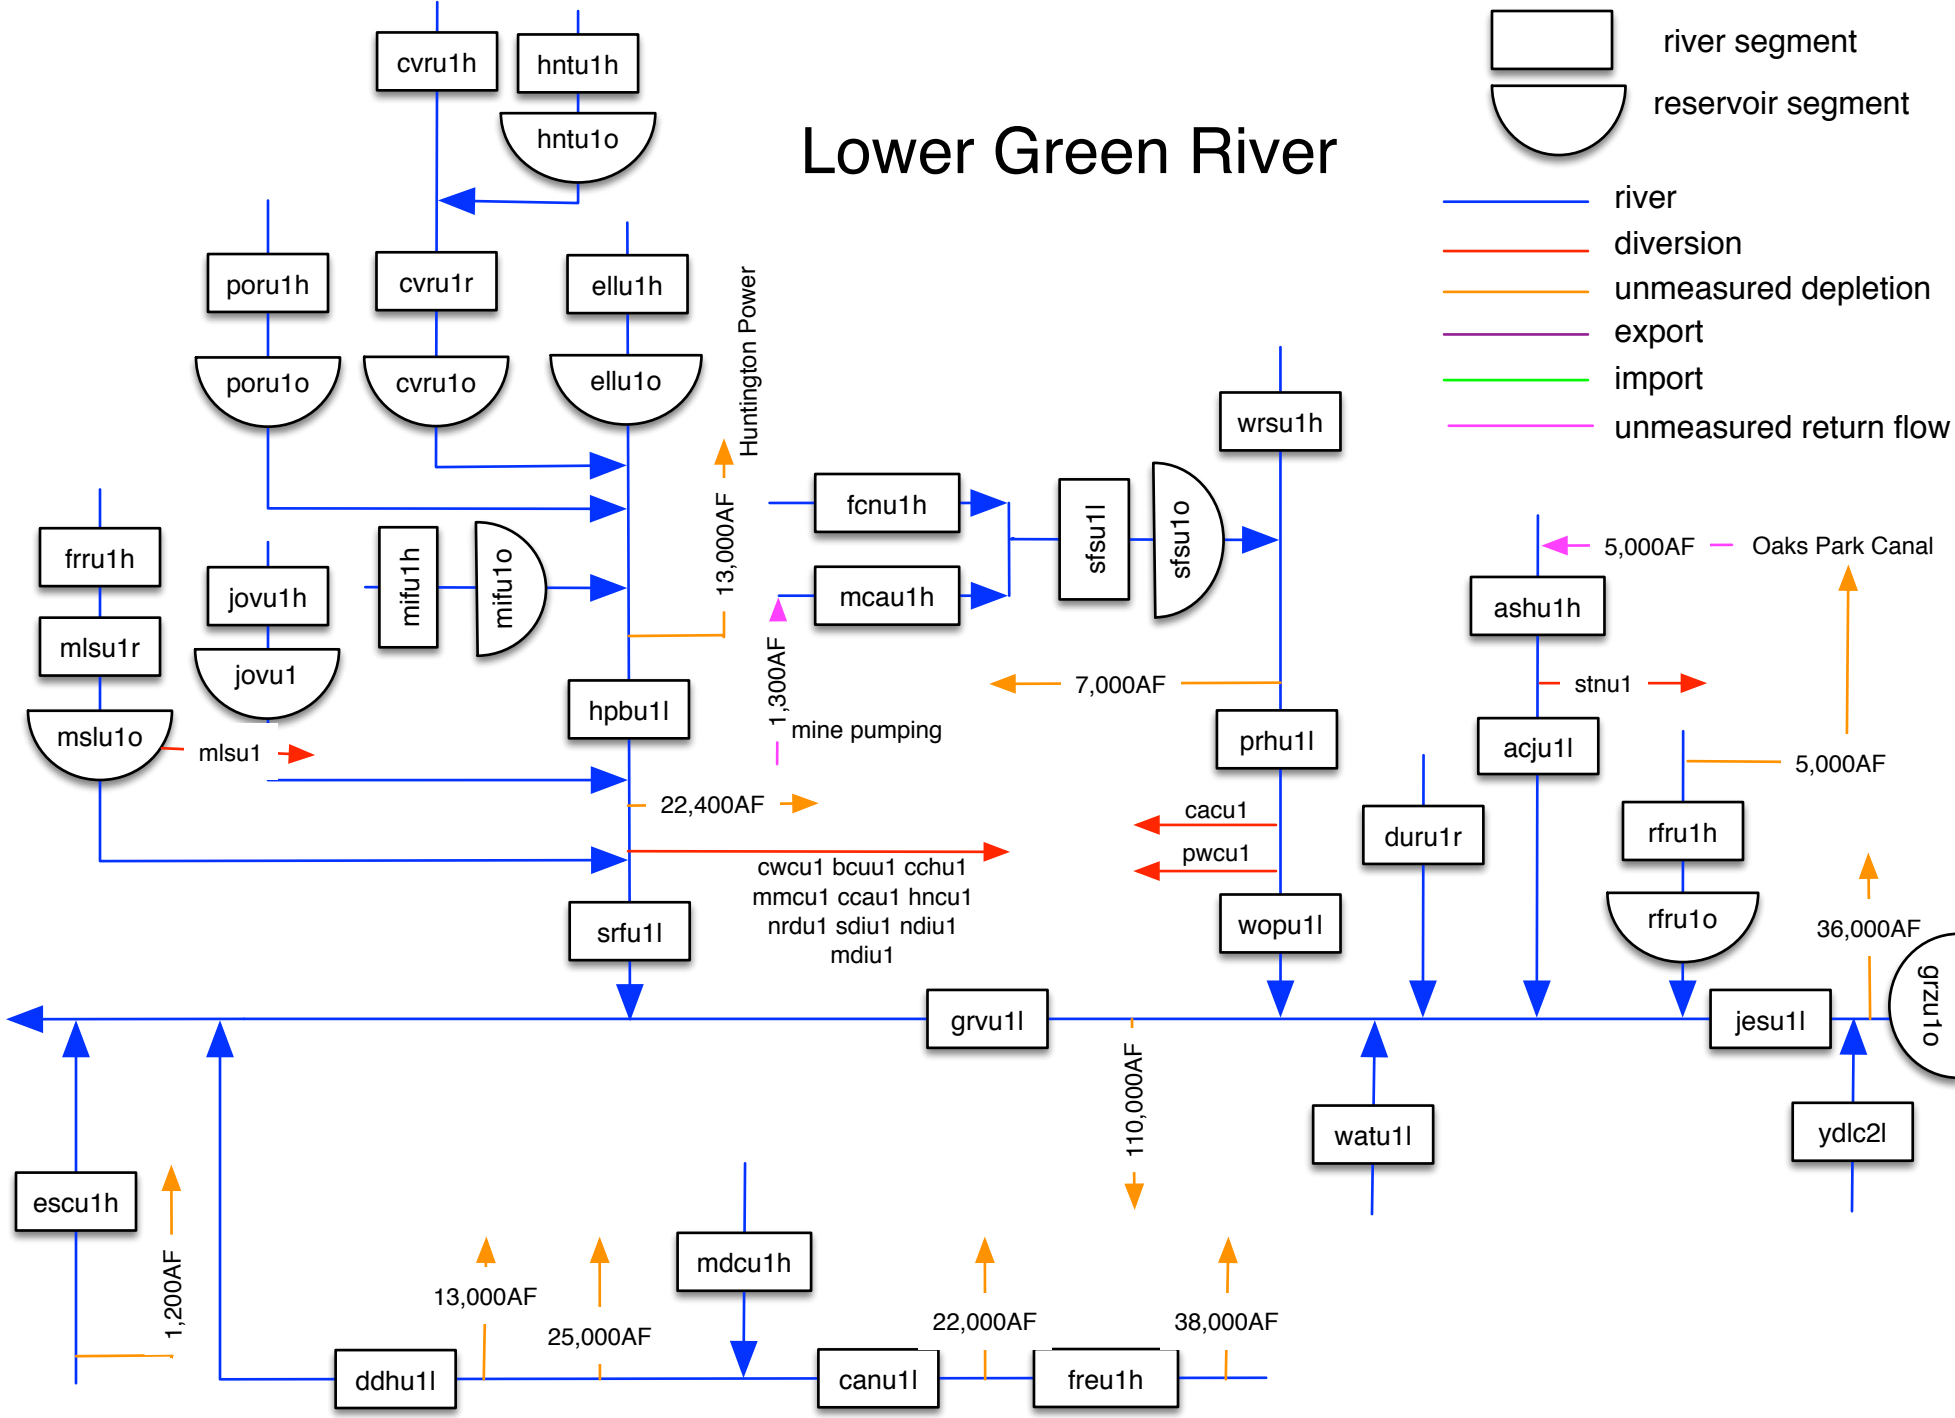 cvru1h
hntu1h
river segment
hntu1o
reservoir segment
Lower Green River
river
diversion
unmeasured depletion
export
import
unmeasured return flow
poru1h
cvru1r
ellu1h
Huntington Power
poru1o
cvru1o
ellu1o
13,000AF
wrsu1h
fcnu1h
sfsu1l
sfsu1o
mcau1h
frru1h
jovu1h
mifu1h
mifu1o
5,000AF
Oaks Park Canal
ashu1h
mlsu1r
jovu1
1,300AF
7,000AF
stnu1
hpbu1l
mslu1o
mlsu1
mine pumping
prhu1l
acju1l
5,000AF
22,400AF
cacu1
duru1r
rfru1h
pwcu1
cwcu1 bcuu1 cchu1
mmcu1 ccau1 hncu1
nrdu1 sdiu1 ndiu1
mdiu1
srfu1l
wopu1l
rfru1o
36,000AF
grzu1o
grvu1l
jesu1l
110,000AF
watu1l
ydlc2l
escu1h
1,200AF
mdcu1h
13,000AF
25,000AF
22,000AF
38,000AF
ddhu1l
canu1l
freu1h